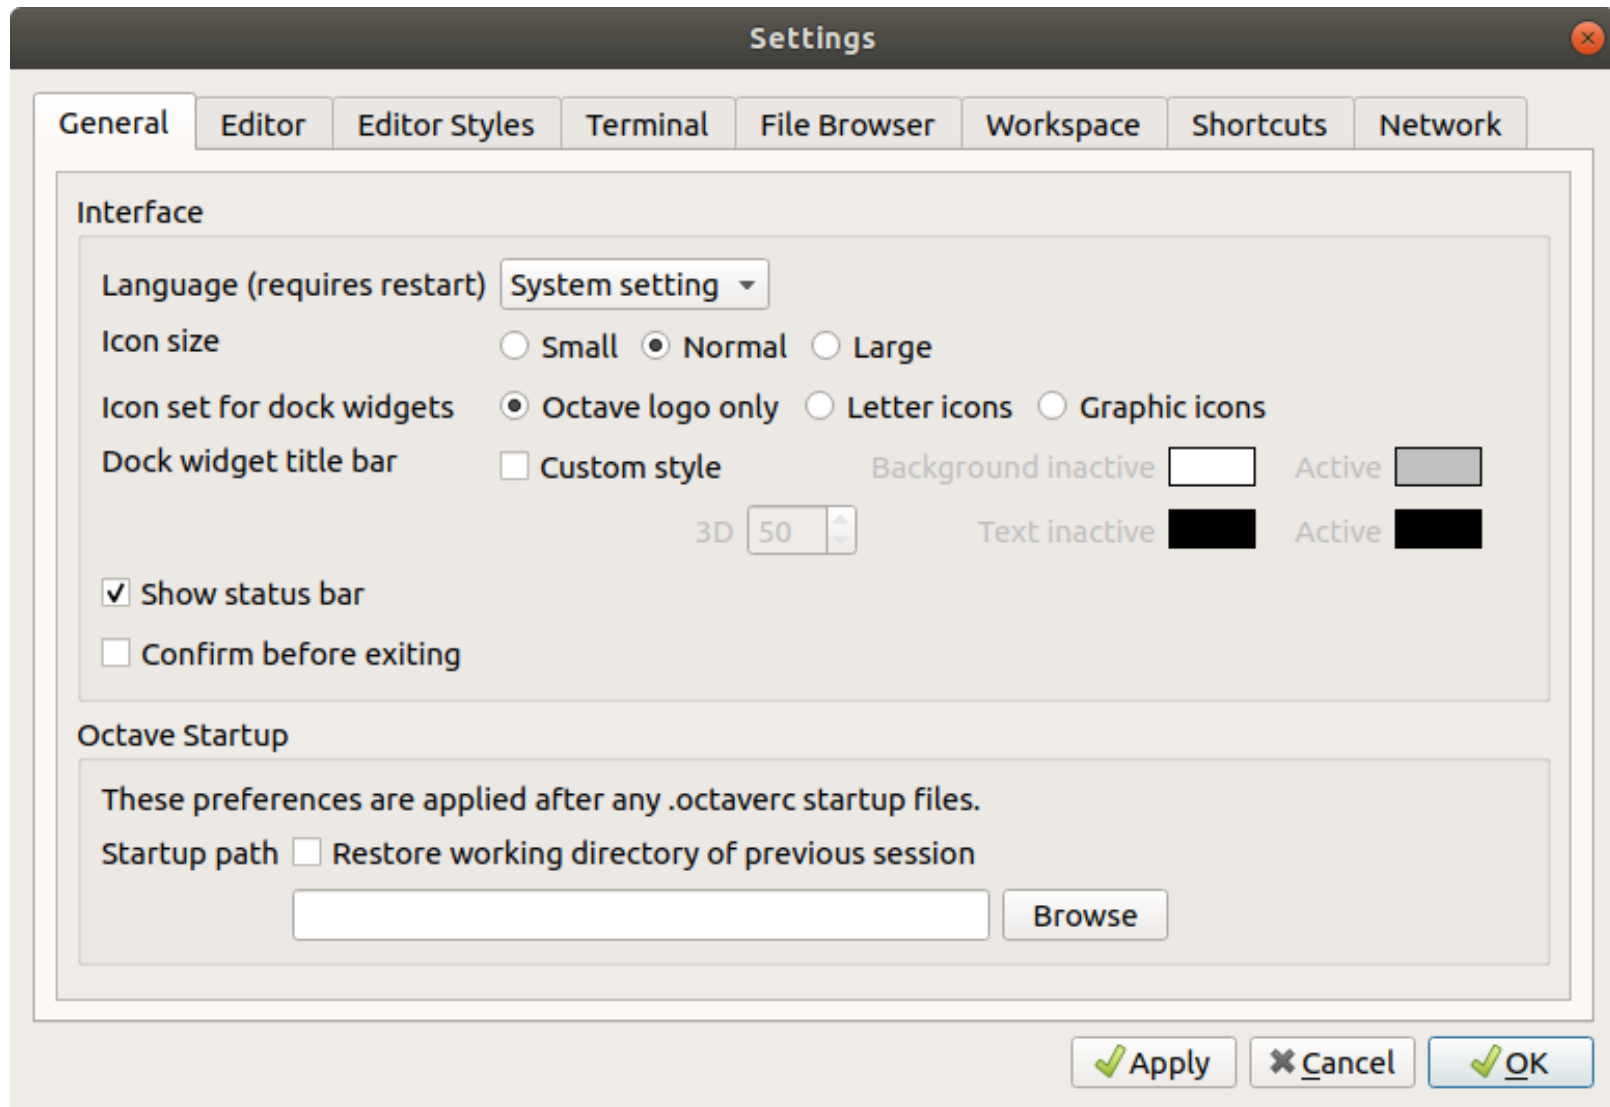 Settings
General Editor Editor Styles Terminal File Browser Workspace Shortcuts Network
Interface
Language (requires restart) System setting
Icon size Small Normal Large
Icon set for dock widgets Octave logo only Letter icons Graphic icons
Dock widget title bar Custom style Background inactive Active
3D 50 Text inactive Active
Show status bar
Confirm before exiting
Octave Startup
These preferences are applied after any .octaverc startup files.
Startup path Restore working directory of previous session
Browse
Apply Cancel OK